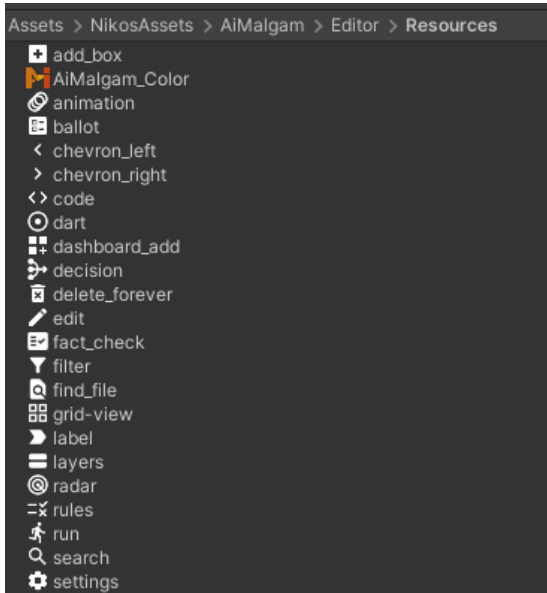 Assets > NikosAssets > AiMalgam > Editor > Resources
add_box
AiMalgam_Color
animation
ballot
chevron_left
chevron_right
code
dart
dashboard_add
decision
delete_forever
edit
fact_check
filter
find_file
grid-view
label
layers
radar
rules
run
search
settings